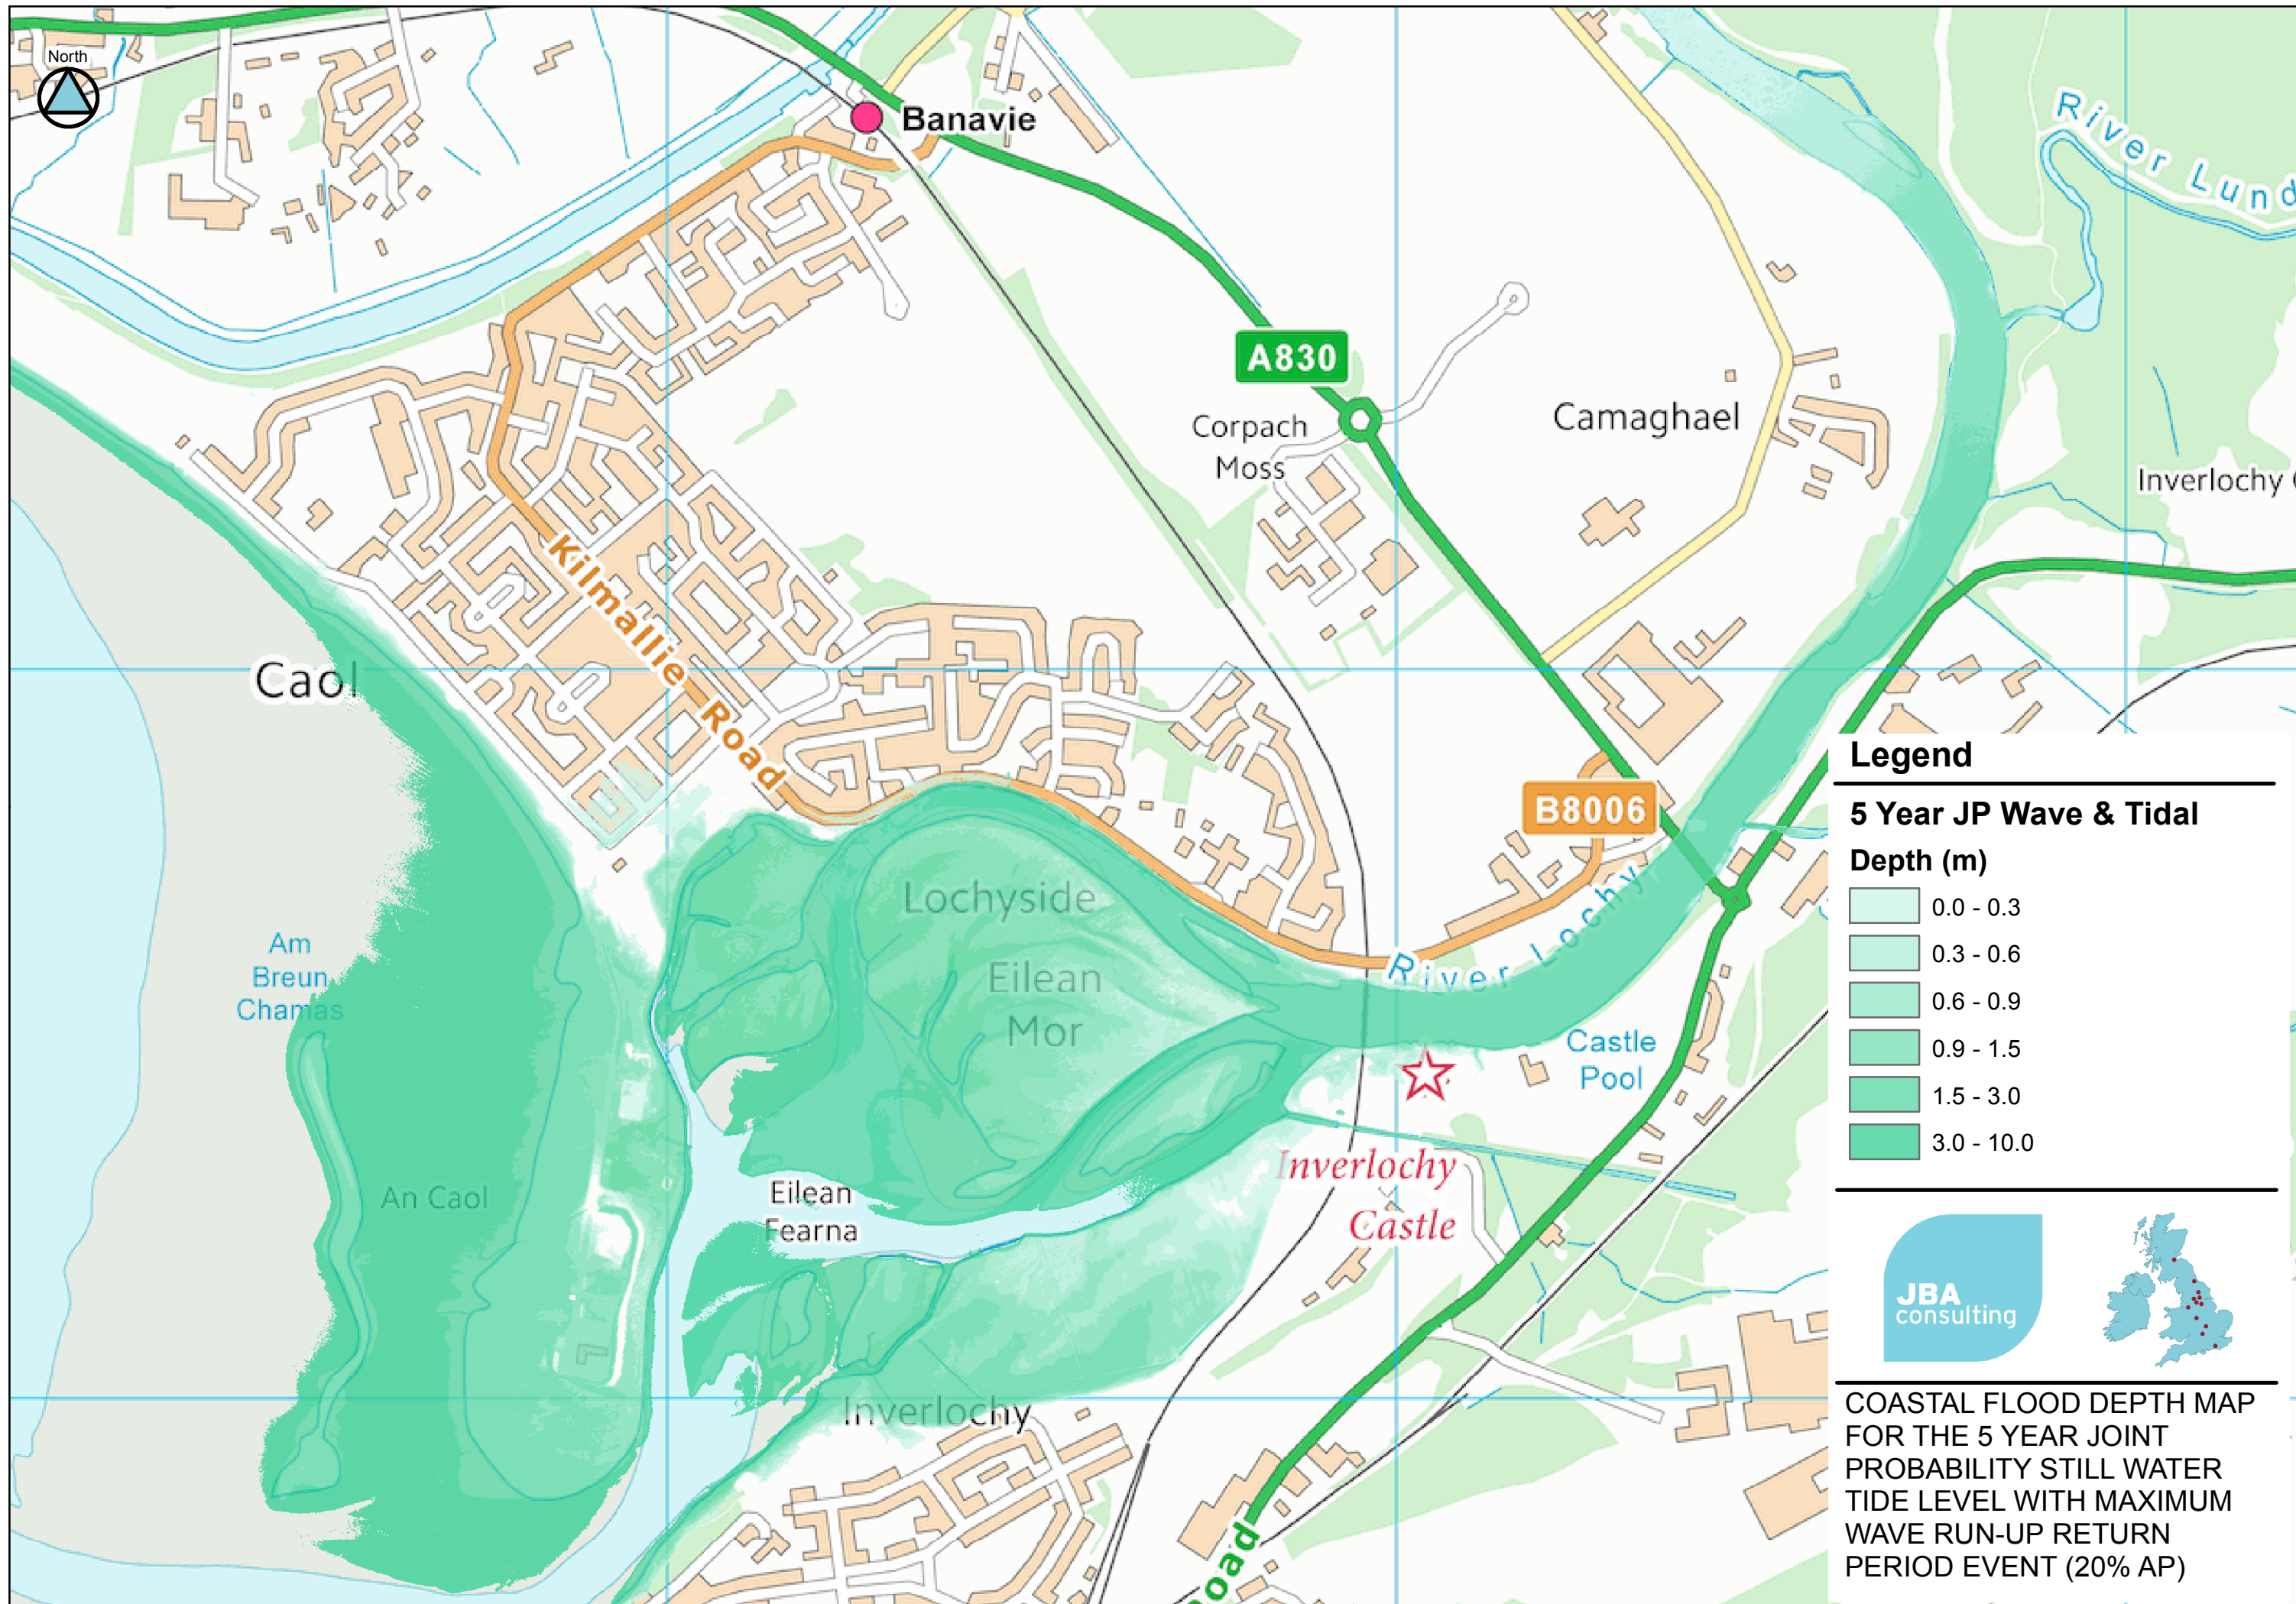 North
Banavie
River Lund
A830
Corpach
Moss
Camaghael
Inverlochy
Kilmallie Road
Caol
B8006
River Lochy
Lochyside
Eilean
Mor
Am
Breun
Chamas
Castle
Pool
An Caol
Eilean
Fearna
Inverlochy
Castle
Inverlochy
Road
Legend
5 Year JP Wave & Tidal
Depth (m)
0.0 - 0.3
0.3 - 0.6
0.6 - 0.9
0.9 - 1.5
1.5 - 3.0
3.0 - 10.0
JBA
consulting
COASTAL FLOOD DEPTH MAP
FOR THE 5 YEAR JOINT
PROBABILITY STILL WATER
TIDE LEVEL WITH MAXIMUM
WAVE RUN-UP RETURN
PERIOD EVENT (20% AP)